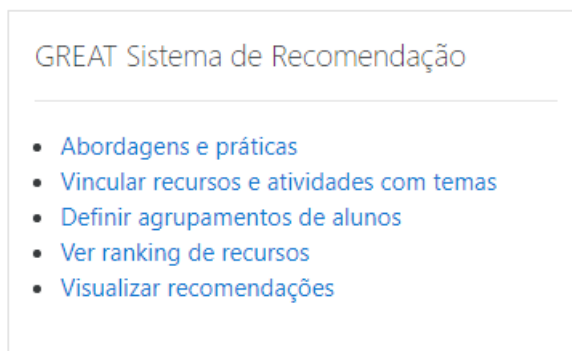 GREAT Sistema de Recomendação
Abordagens e práticas
Vincular recursos e atividades com temas
Definir agrupamentos de alunos
Ver ranking de recursos
Visualizar recomendações